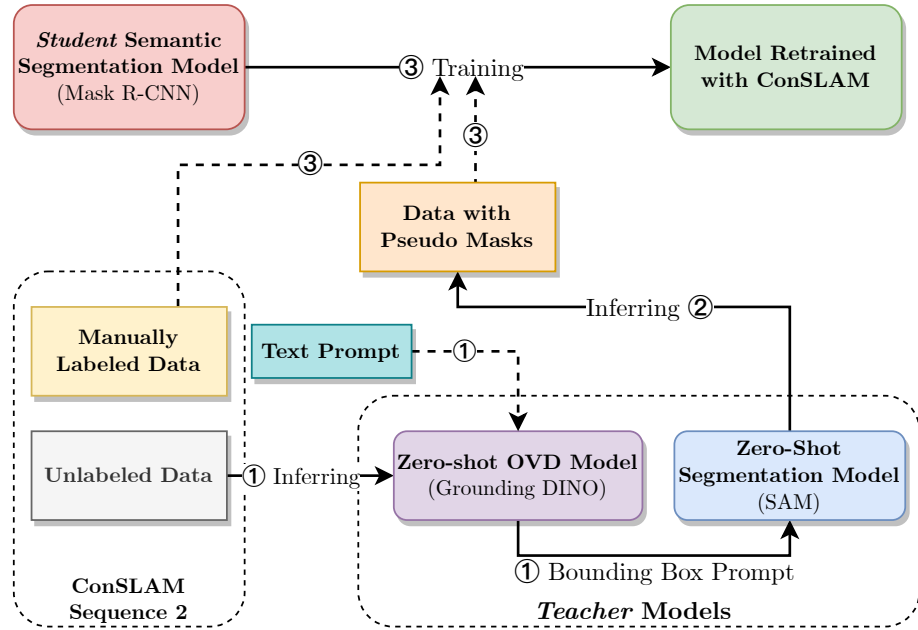 Student Semantic
Segmentation Model
(Mask R-CNN)
③ Training
Model Retrained
with ConSLAM
③
③
Data with
Pseudo Masks
Inferring ②
Manually
Labeled Data
Text Prompt
①
Unlabeled Data
① Inferring
Zero-shot OVD Model
(Grounding DINO)
Zero-Shot
Segmentation Model
(SAM)
① Bounding Box Prompt
ConSLAM
Sequence 2
Teacher Models